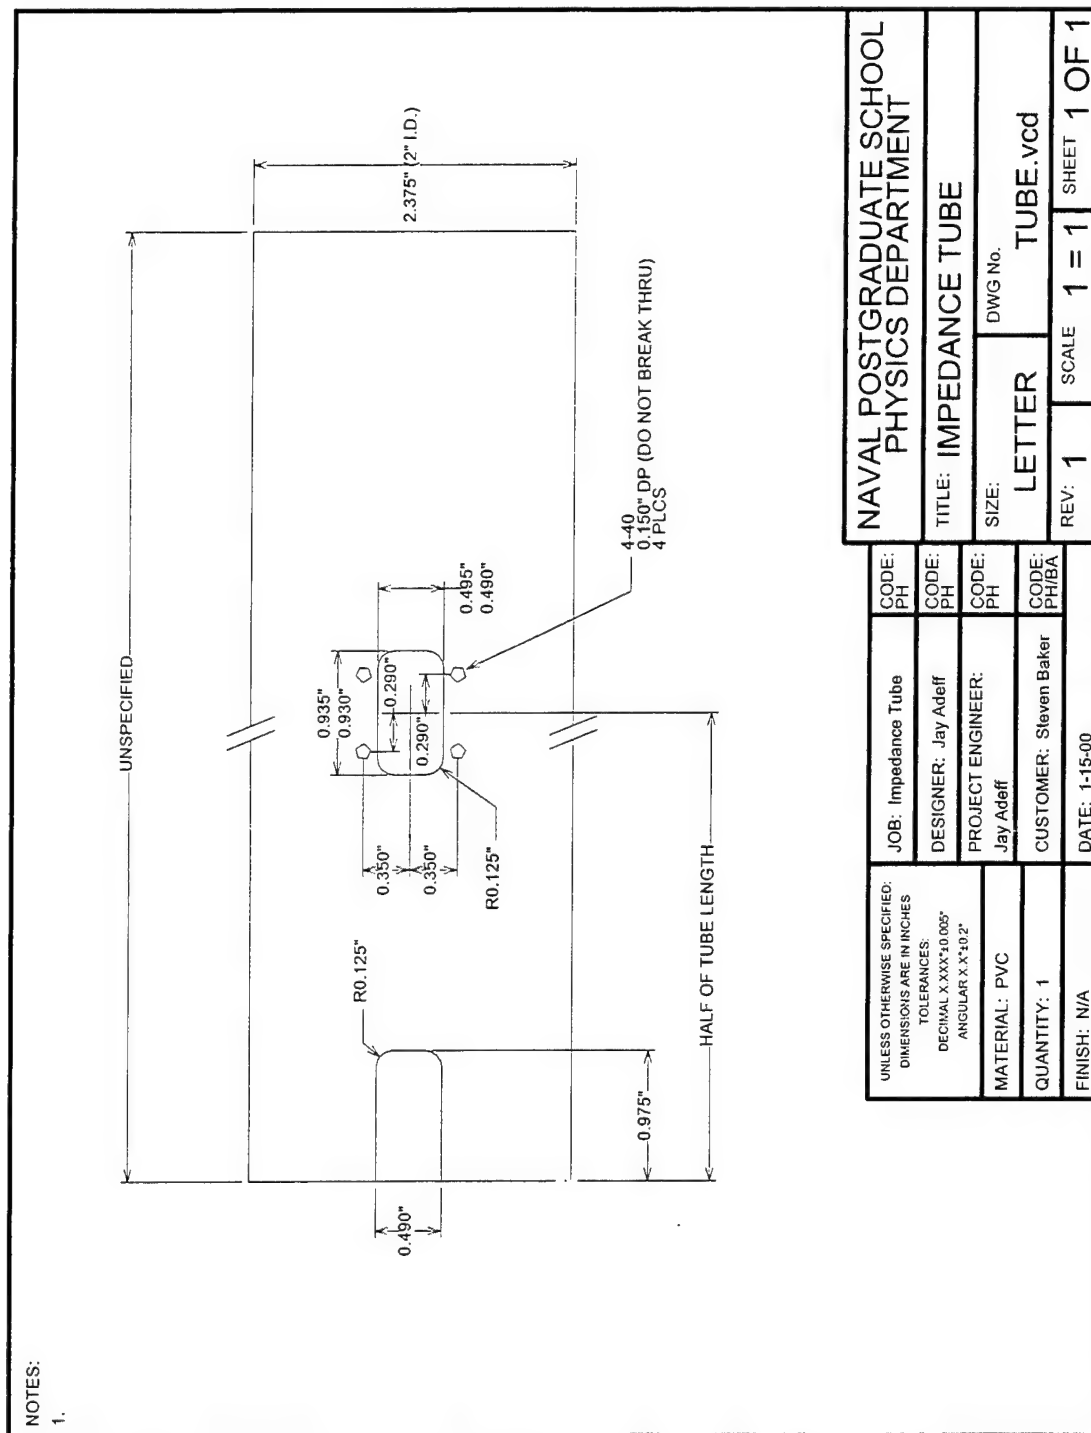 NOTES:
1.
UNSPECIFIED
2.375" (2" I.D.)
0.935"
0.930"
0.290"
0.290"
0.495"
0.490"
0.350"
0.350"
R0.125"
R0.125"
4-40
0.150" DP (DO NOT BREAK THRU)
4 PLCS
0.490"
0.975"
HALF OF TUBE LENGTH
UNLESS OTHERWISE SPECIFIED:
DIMENSIONS ARE IN INCHES
TOLERANCES:
DECIMAL X.XXX"±0.005"
ANGULAR X.X°±0.2°
MATERIAL: PVC
QUANTITY: 1
FINISH: N/A
JOB: Impedance Tube
CODE:
PH
DESIGNER: Jay Adeff
CODE:
PH
PROJECT ENGINEER:
Jay Adeff
CODE:
PH
CUSTOMER: Steven Baker
CODE:
PH/BA
DATE: 1-15-00
NAVAL POSTGRADUATE SCHOOL
PHYSICS DEPARTMENT
TITLE: IMPEDANCE TUBE
SIZE:
LETTER
DWG No.
TUBE.vcd
REV: 1
SCALE 1 = 1
SHEET 1 OF 1